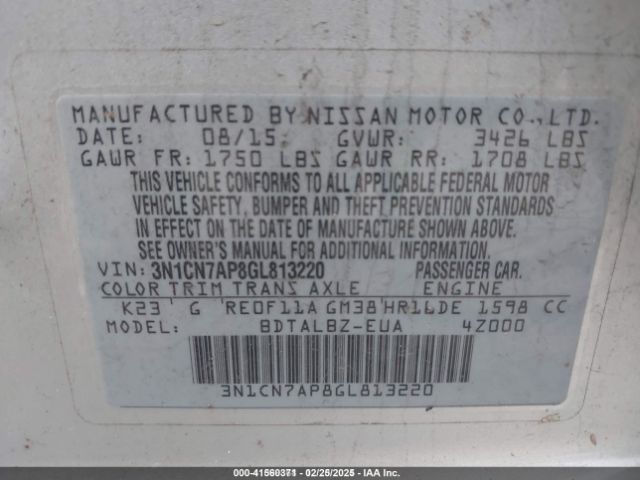 MANUFACTURED BY NISSAN MOTOR CO., LTD.
DATE: 08/15 GVWR: 3426 LBS
GAWR FR: 1750 LBS GAWR RR: 1708 LBS
THIS VEHICLE CONFORMS TO ALL APPLICABLE FEDERAL MOTOR
VEHICLE SAFETY, BUMPER AND THEFT PREVENTION STANDARDS
IN EFFECT ON THE DATE OF MANUFACTURE SHOWN ABOVE.
SEE OWNER'S MANUAL FOR ADDITIONAL INFORMATION.
VIN: 3N1CN7AP8GL813220 PASSENGER CAR.
COLOR TRIM TRANS AXLE ENGINE
K23 G RE0F11A GM38 HR16DE 1598 CC
MODEL: BDTALBZ-EUA 4Z000
3N1CN7AP8GL813220
000-41560371 - 02/25/2025 - IAA Inc.